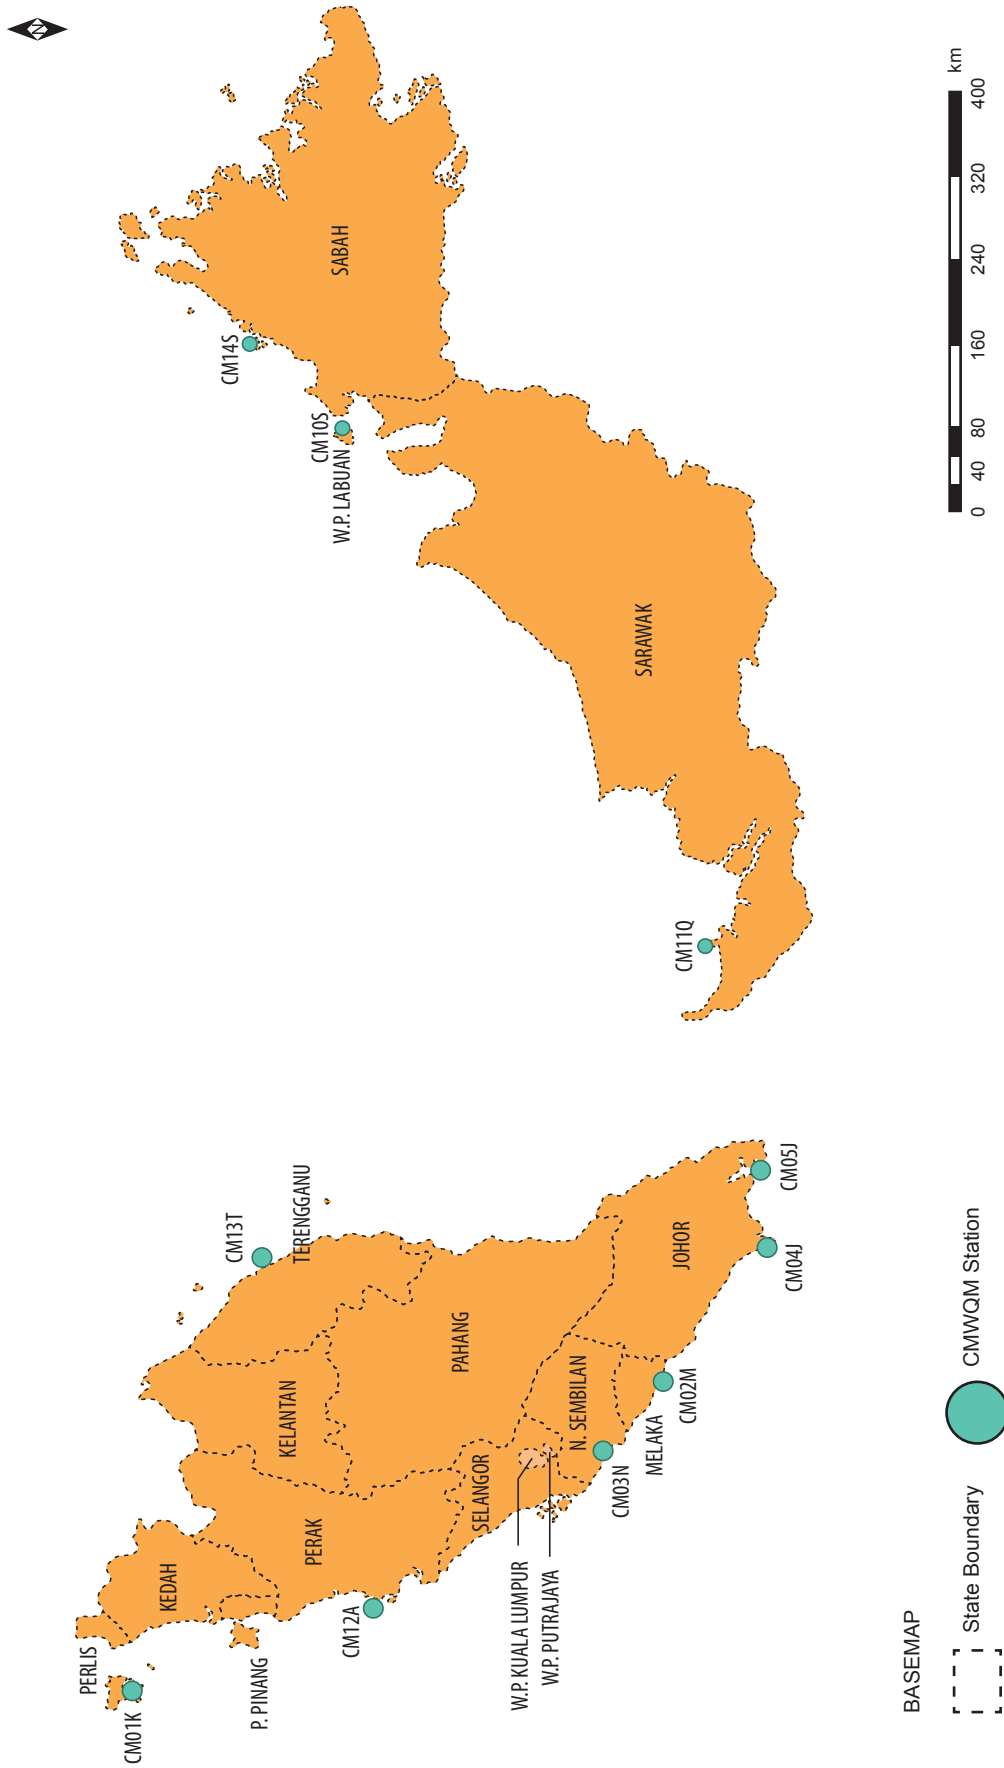 N
PERLIS
CM01K
KEDAH
P. PINANG
PERAK
CM12A
KELANTAN
CM13T
TERENGGANU
PAHANG
SELANGOR
W.P. KUALA LUMPUR
W.P. PUTRAJAYA
N. SEMBILAN
CM03N
MELAKA
CM02M
JOHOR
CM04J
CM05J
CM14S
SABAH
CM10S
W.P. LABUAN
SARAWAK
CM11Q
0 40 80 160 240 320 400
km
BASEMAP
State Boundary
CMWQM Station